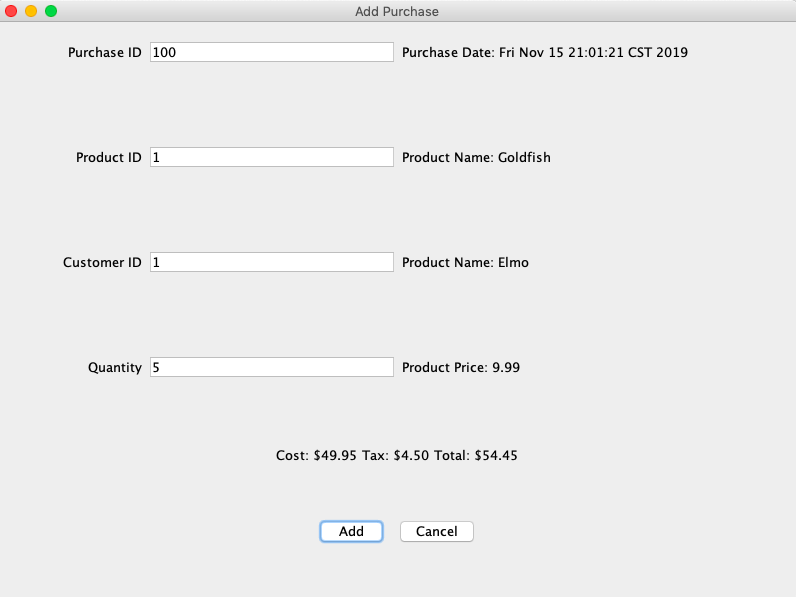 Add Purchase
Purchase ID 100 Purchase Date: Fri Nov 15 21:01:21 CST 2019
Product ID 1 Product Name: Goldfish
Customer ID 1 Product Name: Elmo
Quantity 5 Product Price: 9.99
Cost: $49.95 Tax: $4.50 Total: $54.45
Add Cancel